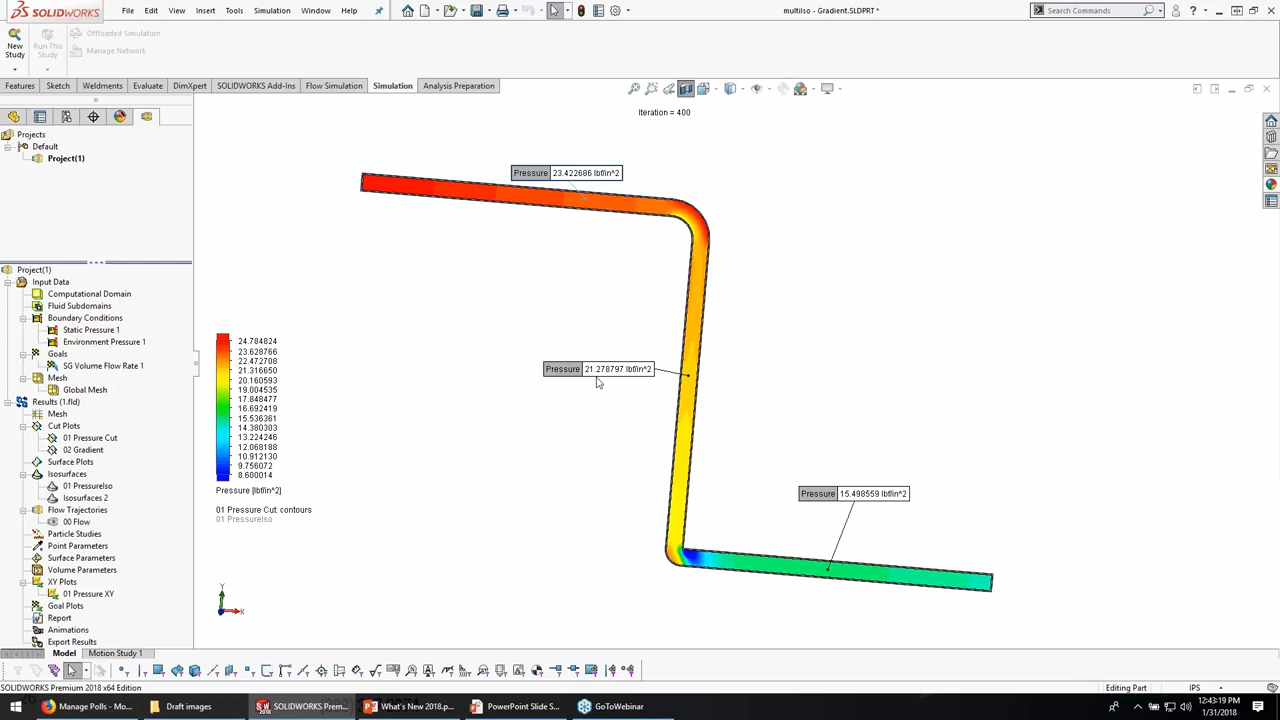 SOLIDWORKS
File Edit View Insert Tools Simulation Window Help
multiIso - Gradient.SLDPRT *
Search Commands
New Study
Run This Study
Offloaded Simulation
Manage Network
Features Sketch Weldments Evaluate DimXpert SOLIDWORKS Add-Ins Flow Simulation Simulation Analysis Preparation
Projects
Default
Project(1)
Project(1)
Input Data
Computational Domain
Fluid Subdomains
Boundary Conditions
Static Pressure 1
Environment Pressure 1
Goals
SG Volume Flow Rate 1
Mesh
Global Mesh
Results (1.fld)
Mesh
Cut Plots
01 Pressure Cut
02 Gradient
Surface Plots
Isosurfaces
01 PressureIso
Isosurfaces 2
Flow Trajectories
00 Flow
Particle Studies
Point Parameters
Surface Parameters
Volume Parameters
XY Plots
01 Pressure XY
Goal Plots
Report
Animations
Export Results
Iteration = 400
Pressure 23.422686 lbf/in^2
Pressure 21.278797 lbf/in^2
Pressure 15.498559 lbf/in^2
24.784824
23.628766
22.472708
21.316650
20.160593
19.004535
17.848477
16.692419
15.536361
14.380303
13.224246
12.068188
10.912130
9.756072
8.600014
Pressure [lbf/in^2]
01 Pressure Cut: contours
01 PressureIso
Y
X
Model Motion Study 1
SOLIDWORKS Premium 2018 x64 Edition
Editing Part
IPS
Manage Polls - Mo...
Draft images
SOLIDWORKS Prem...
What's New 2018.p...
PowerPoint Slide S...
GoToWebinar
12:43:19 PM
1/31/2018